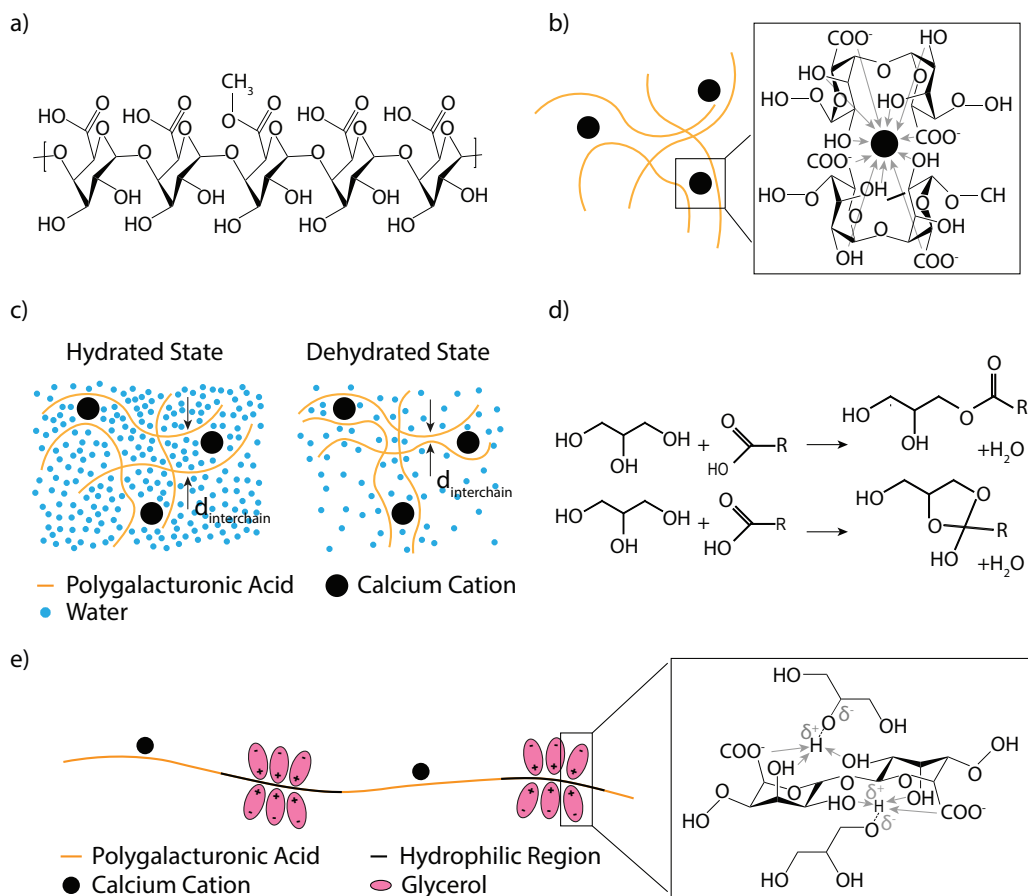 a)
CH3
O
O
HO
O
HO
O
O
HO
O
HO
O
O
O
O
O
O
O
O
O
O
OH
OH
OH
OH
OH
HO
HO
HO
HO
HO
b)
COO-
HO
HO
O
O
HO
HO
O
O-OH
HO
HO
COO-
COO-
OH
HO
O
OH
O
O-CH
O
OH
O
OH
COO-
c)
Hydrated State
Dehydrated State
dinterchain
dinterchain
Polygalacturonic Acid
Calcium Cation
Water
d)
HO
OH
OH
+
O
HO
R
HO
OH
O
O
R
+H2O
HO
OH
OH
+
O
HO
R
HO
O
O
R
HO
+H2O
e)
Polygalacturonic Acid
Hydrophilic Region
Calcium Cation
Glycerol
HO
O
δ-
OH
δ+
H
COO-
OH
OH
HO
O
O
O
OH
O
HO
O
HO
δ+
H
OH
COO-
O
δ-
HO
OH